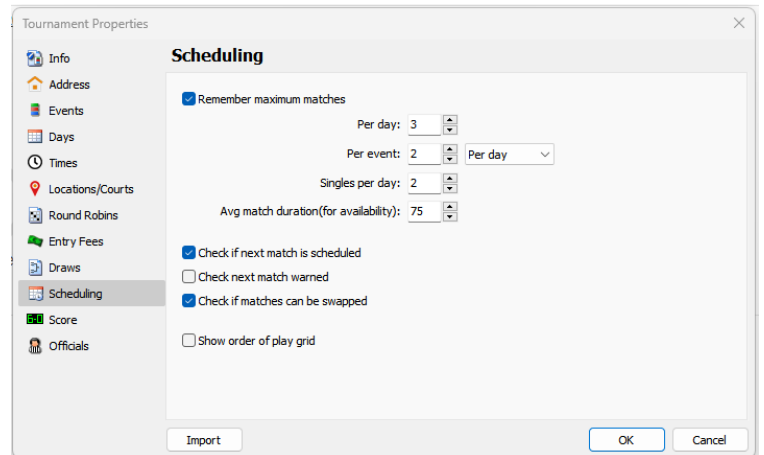 Tournament Properties
Info
Address
Events
Days
Times
Locations/Courts
Round Robins
Entry Fees
Draws
Scheduling
6-0 Score
Officials
Scheduling
Remember maximum matches
Per day: 3
Per event: 2 Per day
Singles per day: 2
Avg match duration(for availability): 75
Check if next match is scheduled
Check next match warned
Check if matches can be swapped
Show order of play grid
Import OK Cancel